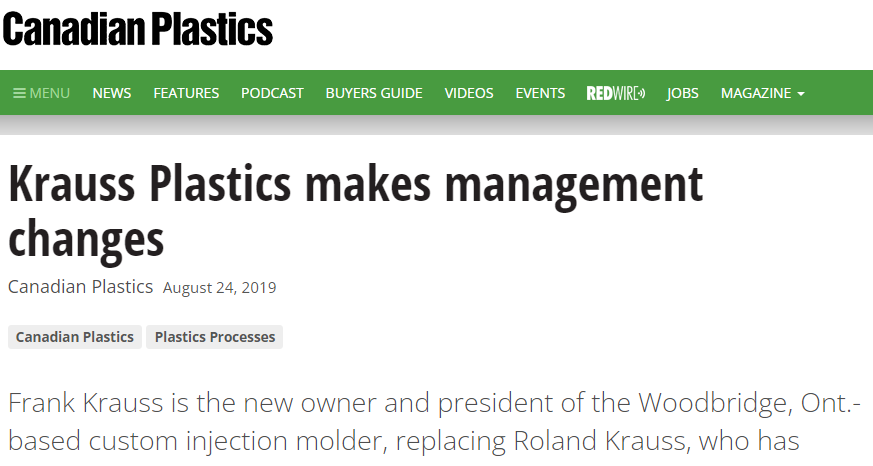 Canadian Plastics
MENU NEWS FEATURES PODCAST BUYERS GUIDE VIDEOS EVENTS REDWIRE JOBS MAGAZINE
Krauss Plastics makes management
changes
Canadian Plastics August 24, 2019
Canadian Plastics Plastics Processes
Frank Krauss is the new owner and president of the Woodbridge, Ont.-
based custom injection molder, replacing Roland Krauss, who has